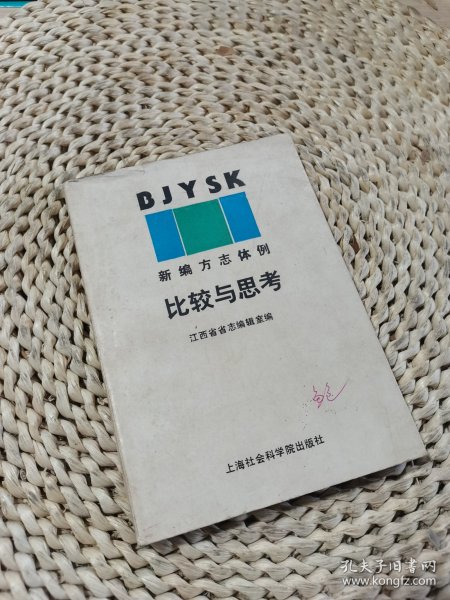 BJYSK
新编方志体例
比较与思考
江西省省志编辑室编
上海社会科学院出版社
孔夫子旧书网
www.kongfz.com